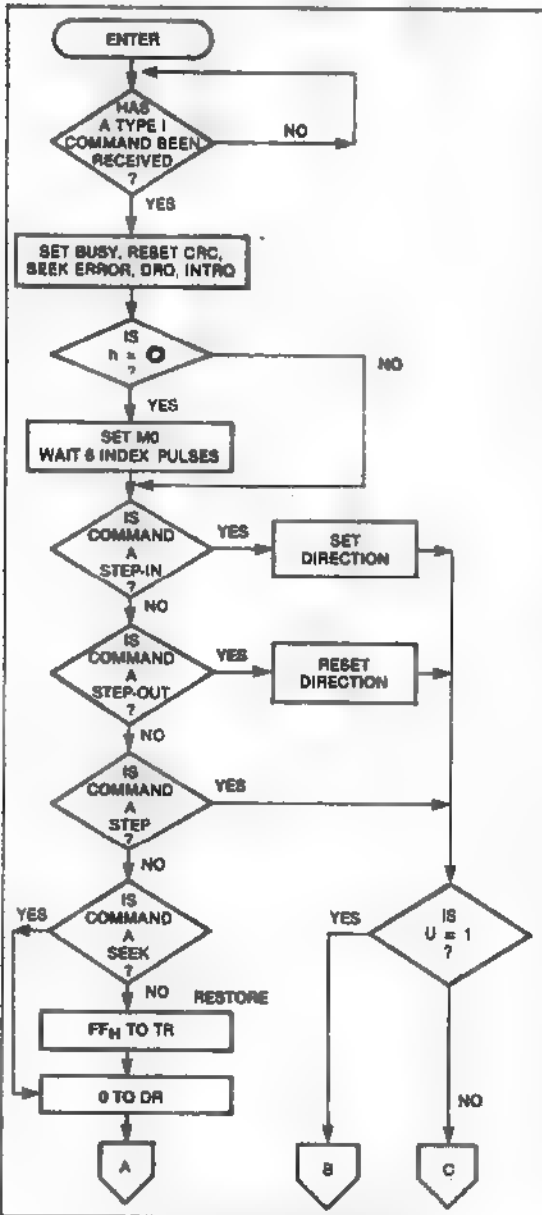 ENTER
HAS
A TYPE I
COMMAND BEEN
RECEIVED
?
NO
YES
SET BUSY, RESET CRC,
SEEK ERROR, DRQ, INTRQ
IS
h = 0
?
NO
YES
SET MO
WAIT 6 INDEX PULSES
IS
COMMAND
A
STEP-IN
?
YES
SET
DIRECTION
NO
IS
COMMAND
A
STEP-OUT
?
YES
RESET
DIRECTION
NO
IS
COMMAND
A
STEP
?
YES
NO
YES
IS
COMMAND
A
SEEK
?
YES
IS
U = 1
?
NO
RESTORE
FFH TO TR
0 TO DR
NO
A
B
C